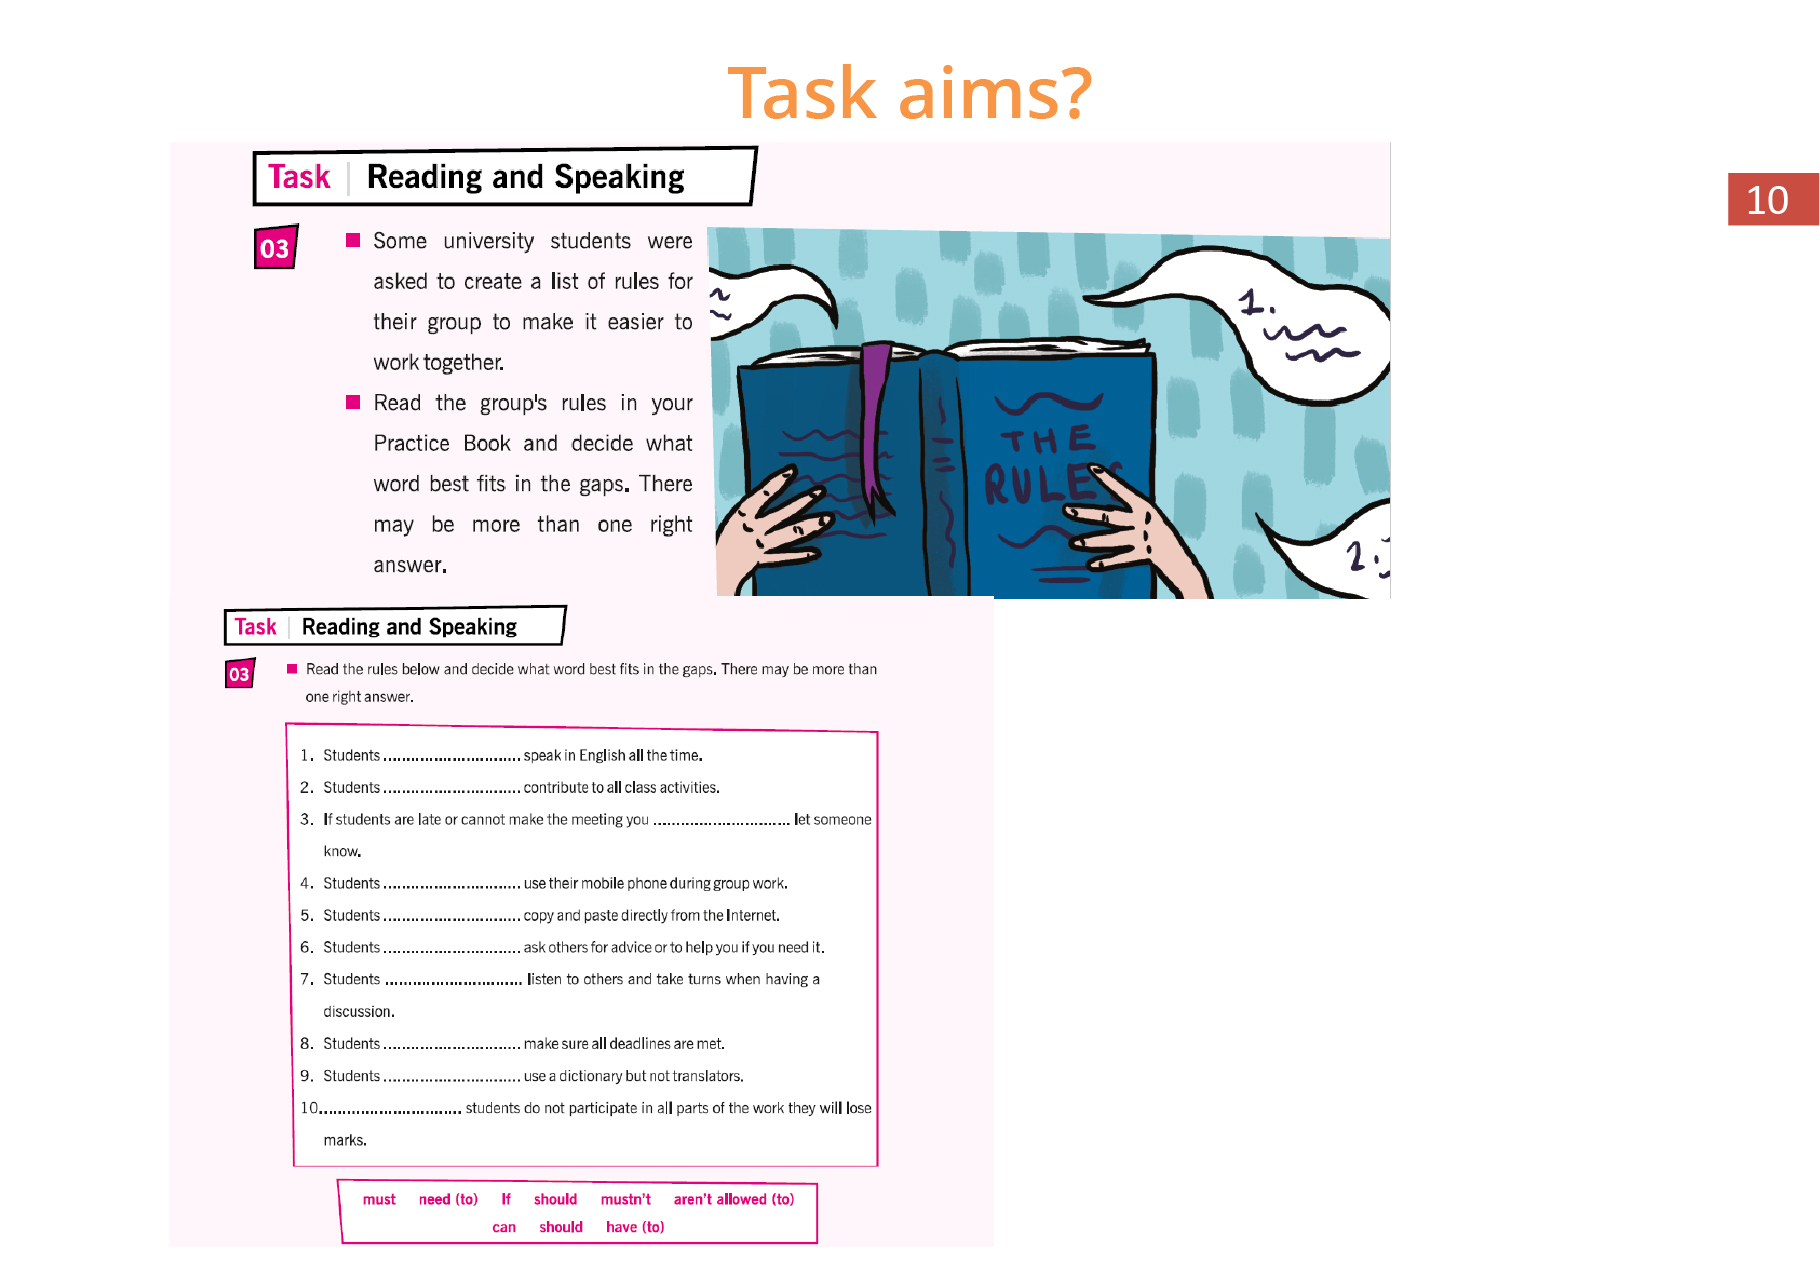 Task aims?
10
Task | Reading and Speaking
03
■ Some university students were
asked to create a list of rules for
their group to make it easier to
work together.
■ Read the group's rules in your
Practice Book and decide what
word best fits in the gaps. There
may be more than one right
answer.
1.
THE
RULES
2.
Task | Reading and Speaking
03
■ Read the rules below and decide what word best fits in the gaps. There may be more than
one right answer.
1. Students ............................. speak in English all the time.
2. Students ............................. contribute to all class activities.
3. If students are late or cannot make the meeting you ............................. let someone
know.
4. Students ............................. use their mobile phone during group work.
5. Students ............................. copy and paste directly from the Internet.
6. Students ............................. ask others for advice or to help you if you need it.
7. Students ............................. listen to others and take turns when having a
discussion.
8. Students ............................. make sure all deadlines are met.
9. Students ............................. use a dictionary but not translators.
10.............................. students do not participate in all parts of the work they will lose
marks.
must need (to) If should mustn't aren't allowed (to)
can should have (to)